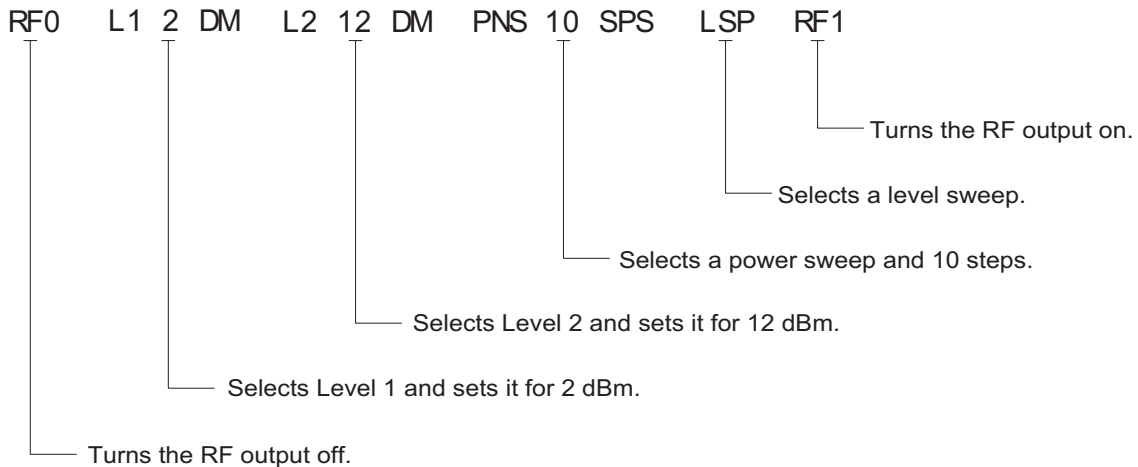 RF0 L1 2 DM L2 12 DM PNS 10 SPS LSP RF1
Turns the RF output on.
Selects a level sweep.
Selects a power sweep and 10 steps.
Selects Level 2 and sets it for 12 dBm.
Selects Level 1 and sets it for 2 dBm.
Turns the RF output off.